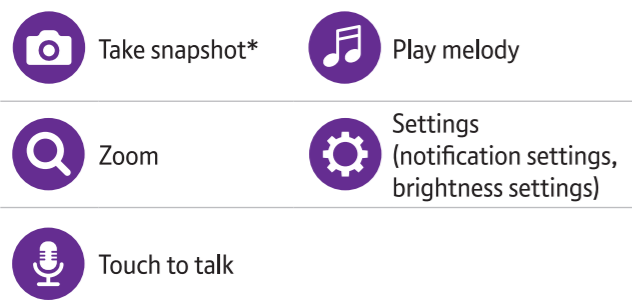 Take snapshot*
Play melody
Zoom
Settings
(notification settings,
brightness settings)
Touch to talk